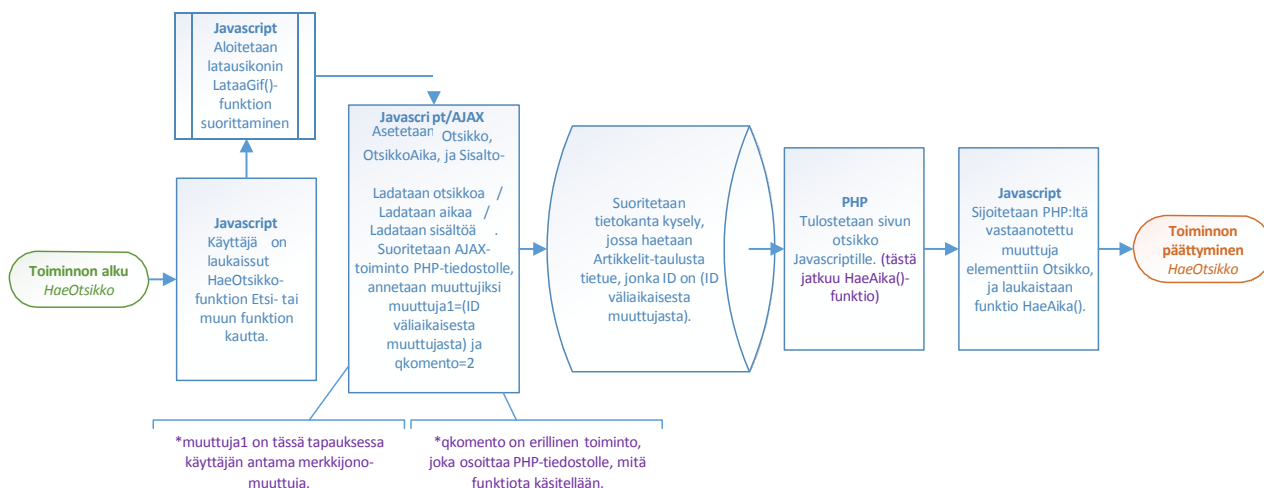 Toiminnon alku
HaeOtsikko
Javascript
Käyttäjä on
laukaissut
HaeOtsikko-
funktion Etsi- tai
muun funktion
kautta.
Javascript
Aloitetaan
latausikonin
LataaGif()-
funktion
suorittaminen
Javascript/AJAX
Asetetaan Otsikko,
OtsikkoAika, ja Sisalto-
Ladataan otsikkoa /
Ladataan aikaa /
Ladataan sisältöä .
Suoritetaan AJAX-
toiminto PHP-tiedostolle,
annetaan muuttujiksi
muuttuja1=(ID
väliaikaisesta
muuttujasta) ja
qkomento=2
*muuttuja1 on tässä tapauksessa
käyttäjän antama merkkijono-
muuttuja.
*qkomento on erillinen toiminto,
joka osoittaa PHP-tiedostolle, mitä
funktiota käsitellään.
Suoritetaan
tietokanta kysely,
jossa haetaan
Artikkelit-taulusta
tietue, jonka ID on (ID
väliaikaisesta
muuttujasta).
PHP
Tulostetaan sivun
otsikko
Javascriptille. (tästä
jatkuu HaeAika()-
funktio)
Javascript
Sijoitetaan PHP:ltä
vastaanotettu
muuttuja
elementtiin Otsikko,
ja laukaistaan
funktio HaeAika().
Toiminnon
päättyminen
HaeOtsikko